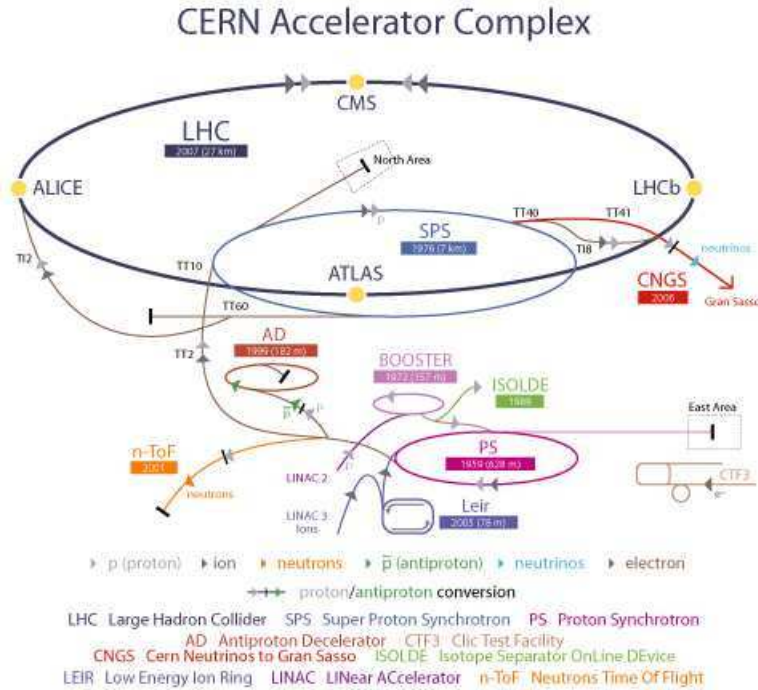 CERN Accelerator Complex
CMS
LHC
2007 (27 km)
North Area
ALICE
LHCb
TT40
TT41
p
SPS
1976 (7 km)
TI2
TT10
TI8
neutrinos
ATLAS
CNGS
2006
Gran Sasso
TT60
AD
1999 (182 m)
TT2
BOOSTER
1972 (157 m)
ISOLDE
1989
p̅
p
East Area
n-ToF
2001
PS
1959 (628 m)
LINAC 2
p
neutrons
CTF3
e-
LINAC 3
Ions
Leir
2005 (78 m)
p (proton) ion neutrons p̅ (antiproton) neutrinos electron
proton/antiproton conversion
LHC Large Hadron Collider SPS Super Proton Synchrotron PS Proton Synchrotron
AD Antiproton Decelerator CTF3 Clic Test Facility
CNGS Cern Neutrinos to Gran Sasso ISOLDE Isotope Separator OnLine DEvice
LEIR Low Energy Ion Ring LINAC LINear ACcelerator n-ToF Neutrons Time Of Flight